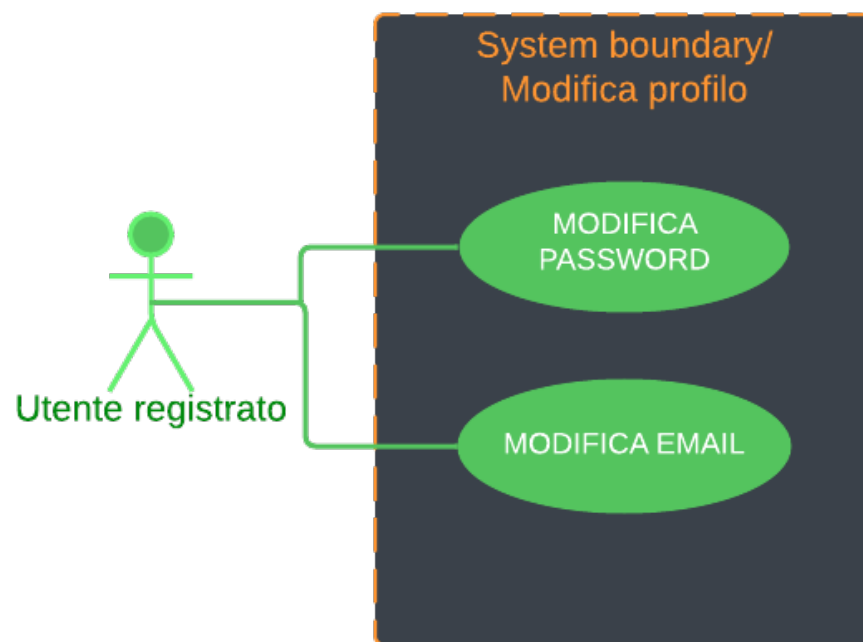 System boundary/
Modifica profilo
MODIFICA
PASSWORD
Utente registrato
MODIFICA EMAIL